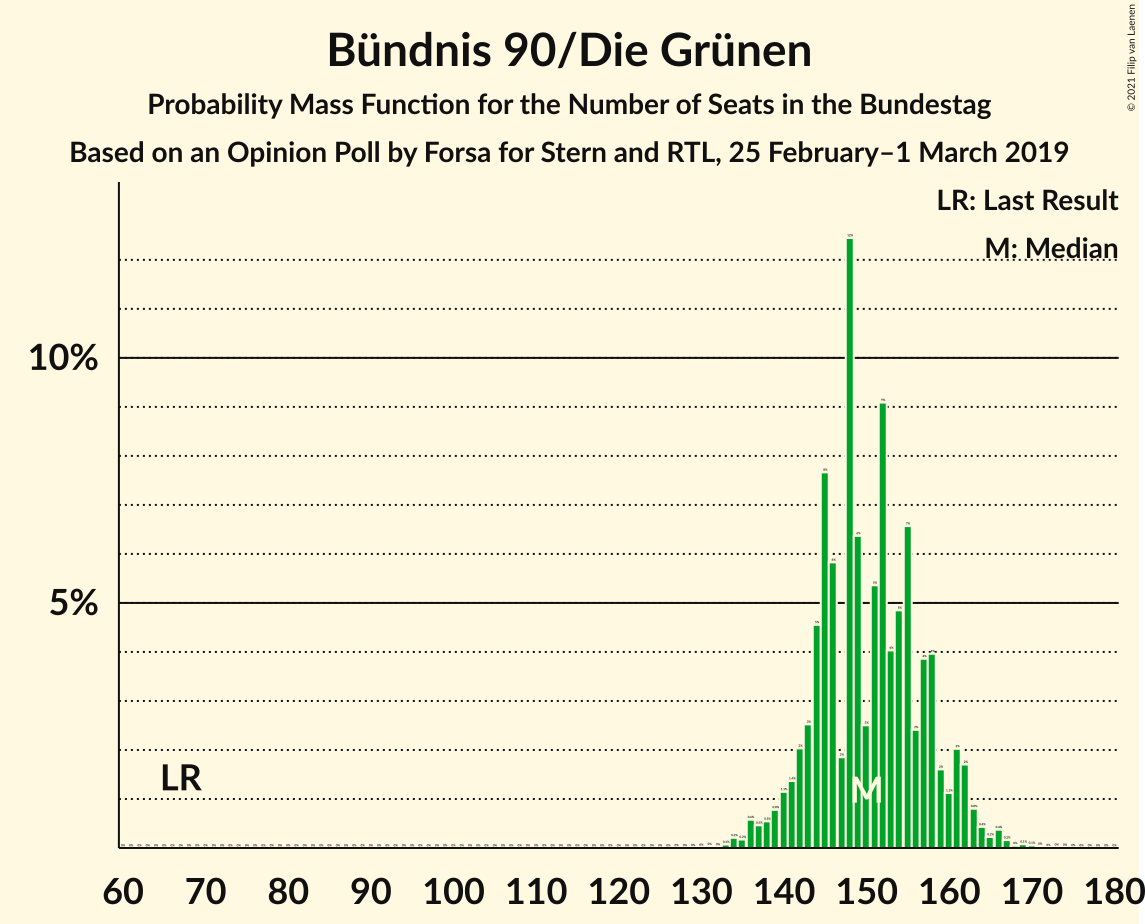 Bündnis 90/Die Grünen
Probability Mass Function for the Number of Seats in the Bundestag
Based on an Opinion Poll by Forsa for Stern and RTL, 25 February–1 March 2019
© 2021 Filip van Laenen
LR: Last Result
M: Median
10%
5%
LR
M
60 70 80 90 100 110 120 130 140 150 160 170 180